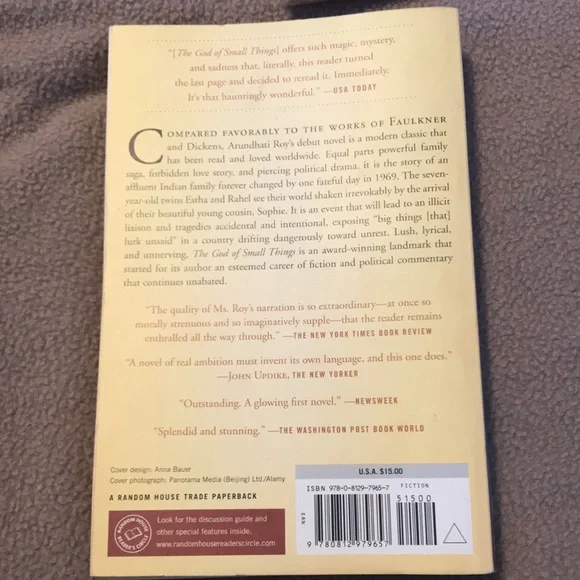 "[The God of Small Things] offers such magic, mystery,
and sadness that, literally, this reader turned
the last page and decided to reread it. Immediately.
It's that hauntingly wonderful." —USA TODAY
COMPARED FAVORABLY TO THE WORKS OF FAULKNER
and Dickens, Arundhati Roy's debut novel is a modern classic that
has been read and loved worldwide. Equal parts powerful family
saga, forbidden love story, and piercing political drama, it is the story of an
affluent Indian family forever changed by one fateful day in 1969. The seven-
year-old twins Estha and Rahel see their world shaken irrevokably by the arrival
of their beautiful young cousin, Sophie. It is an event that will lead to an illicit
liaison and tragedies accidental and intentional, exposing "big things [that]
lurk unsaid" in a country drifting dangerously toward unrest. Lush, lyrical,
and unnerving, The God of Small Things is an award-winning landmark that
started for its author an esteemed career of fiction and political commentary
that continues unabated.
"The quality of Ms. Roy's narration is so extraordinary—at once so
morally strenuous and so imaginatively supple—that the reader remains
enthralled all the way through." —THE NEW YORK TIMES BOOK REVIEW
"A novel of real ambition must invent its own language, and this one does."
—JOHN UPDIKE, THE NEW YORKER
"Outstanding. A glowing first novel." —NEWSWEEK
"Splendid and stunning." —THE WASHINGTON POST BOOK WORLD
Cover design: Anna Bauer
Cover photograph: Panorama Media (Beijing) Ltd./Alamy
A RANDOM HOUSE TRADE PAPERBACK
RANDOM HOUSE READER'S CIRCLE
Look for the discussion guide and
other special features inside.
www.randomhousereaderscircle.com
U.S.A. $15.00
ISBN 978-0-8129-7965-7 FICTION
51500
EAN
9 780812 979657